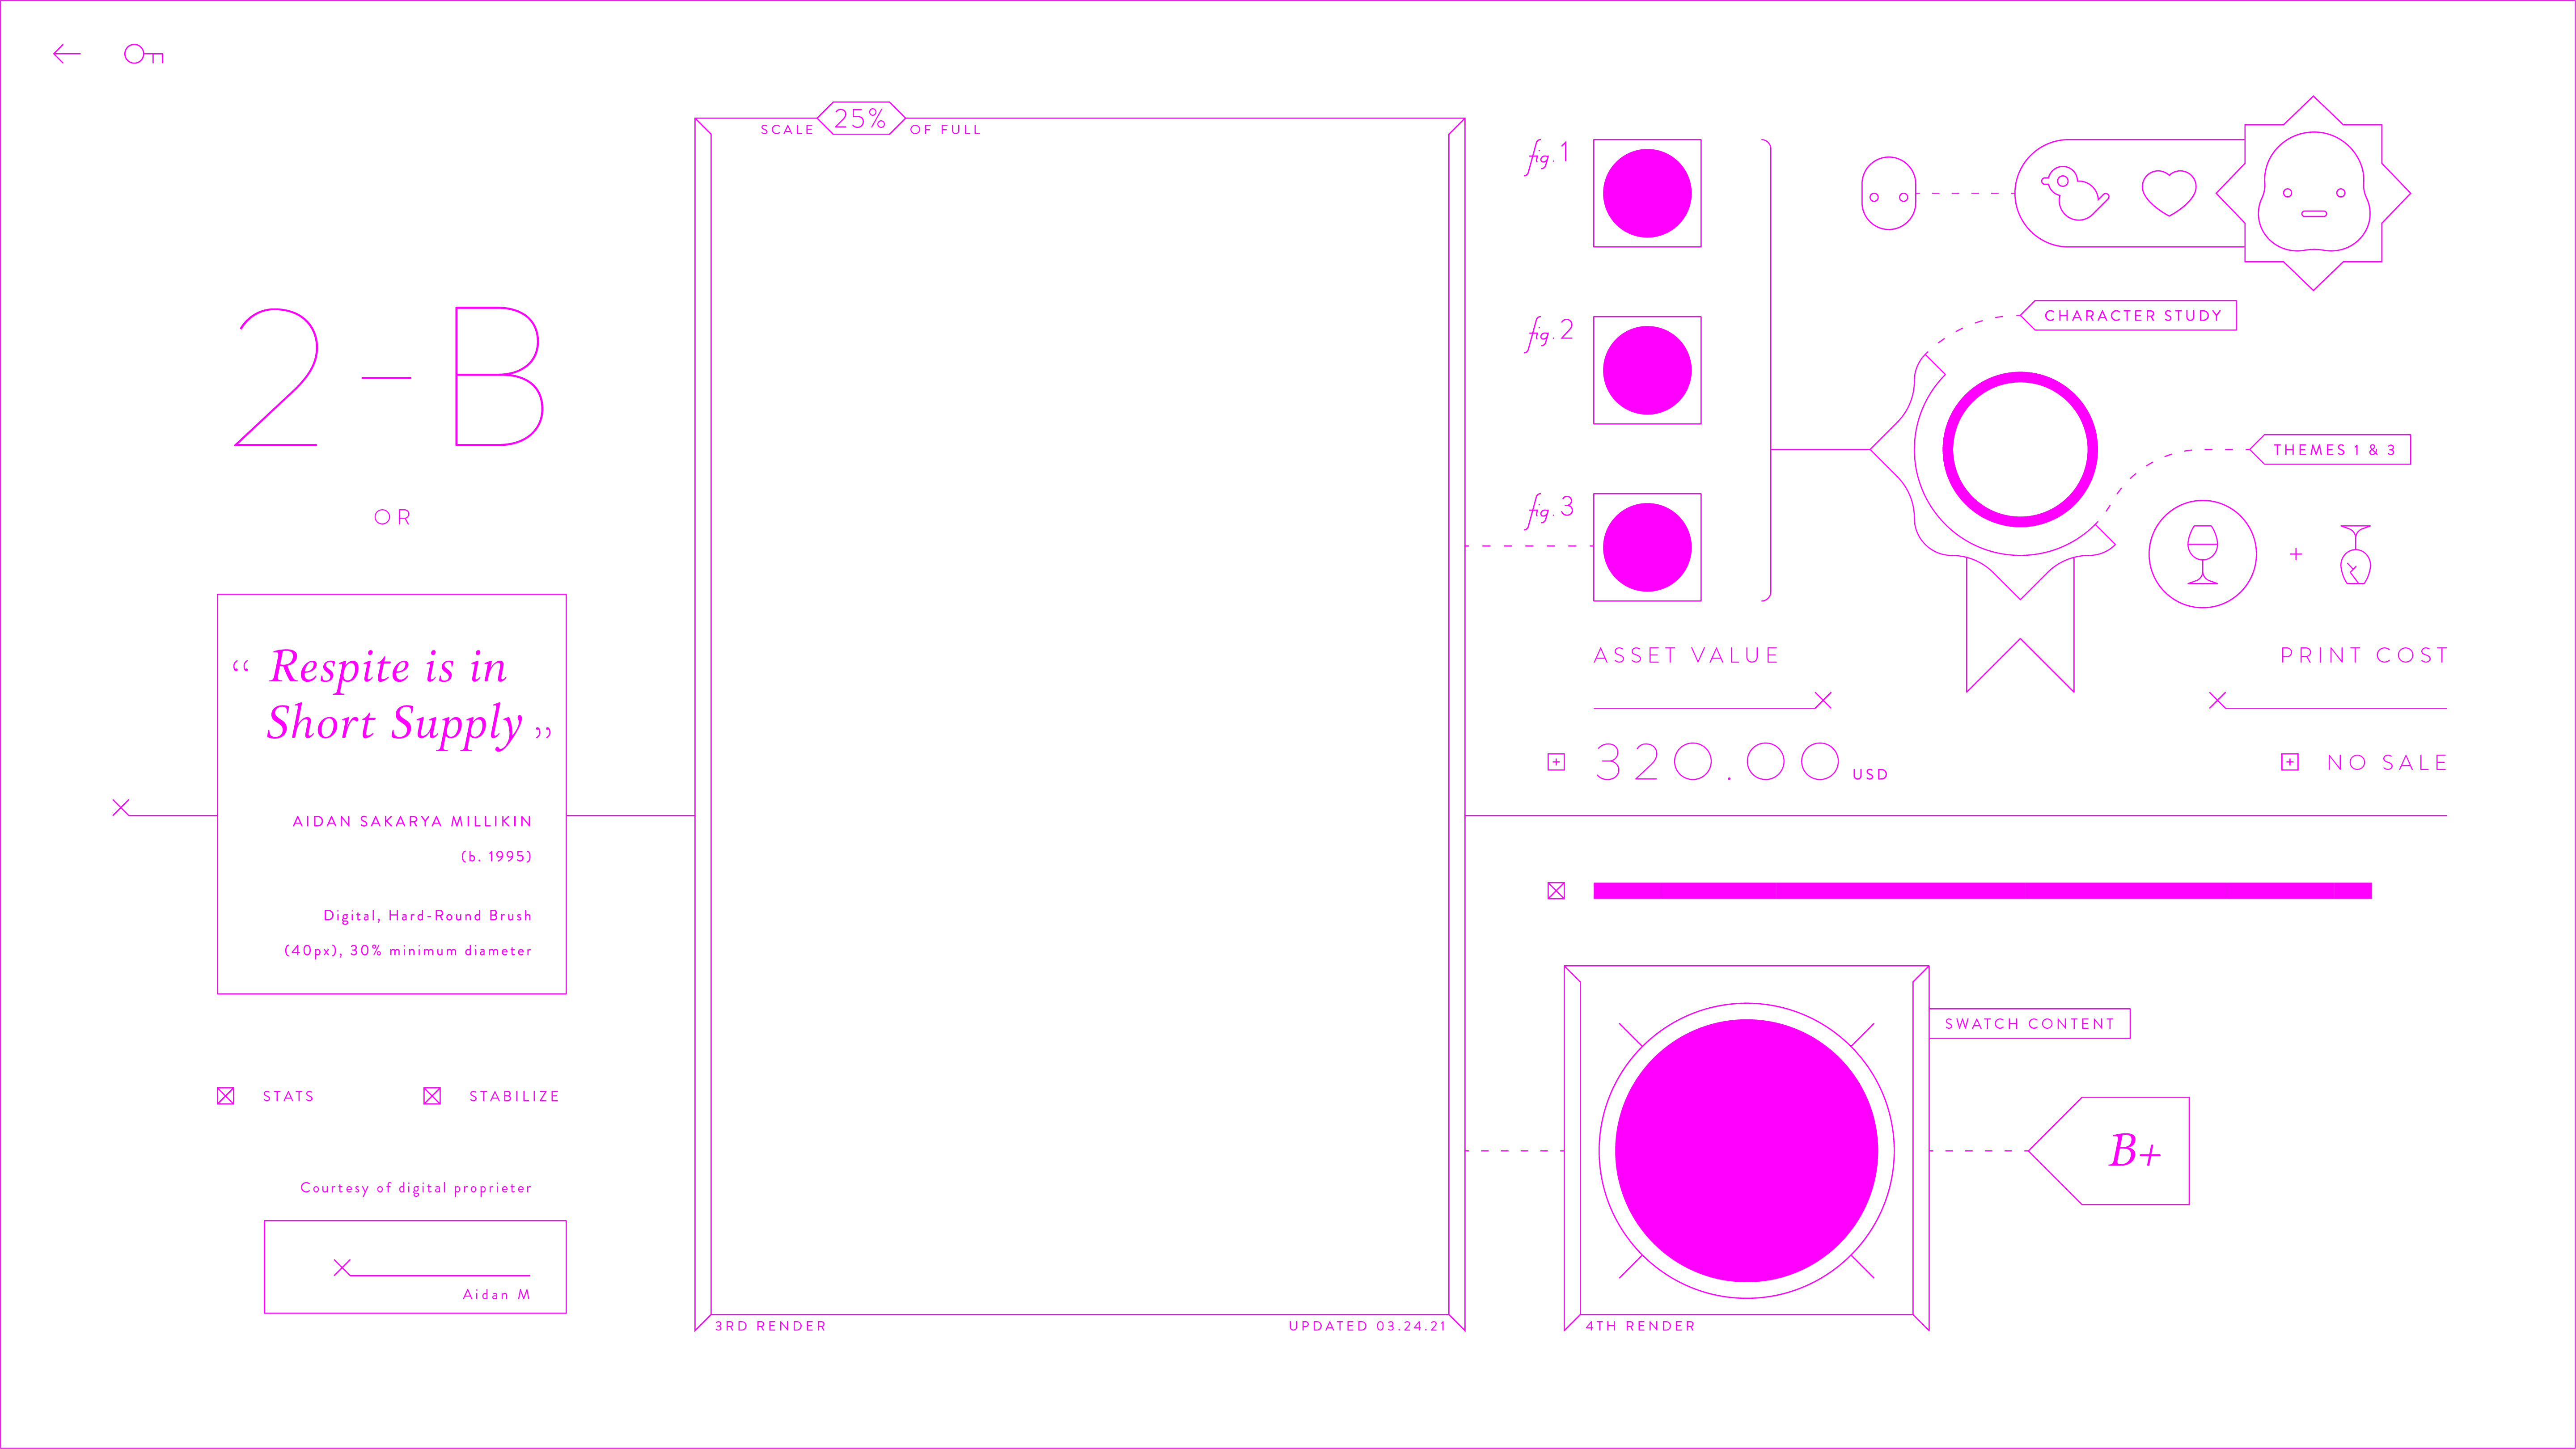 SCALE 25% OF FULL
2-B
OR
“ Respite is in
Short Supply ”
AIDAN SAKARYA MILLIKIN
(b. 1995)
Digital, Hard-Round Brush
(40px), 30% minimum diameter
STATS
STABILIZE
Courtesy of digital proprieter
Aidan M
3RD RENDER
UPDATED 03.24.21
fig.1
fig.2
fig.3
CHARACTER STUDY
THEMES 1 & 3
+
ASSET VALUE
320.00 USD
PRINT COST
NO SALE
SWATCH CONTENT
B+
4TH RENDER